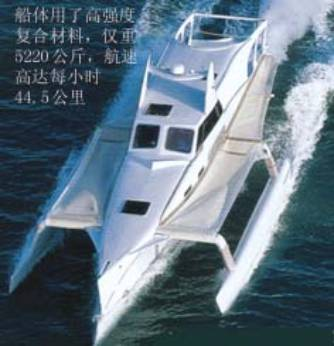 船体用了高强度
复合材料，仅重
5220公斤，航速
高达每小时
44.5公里